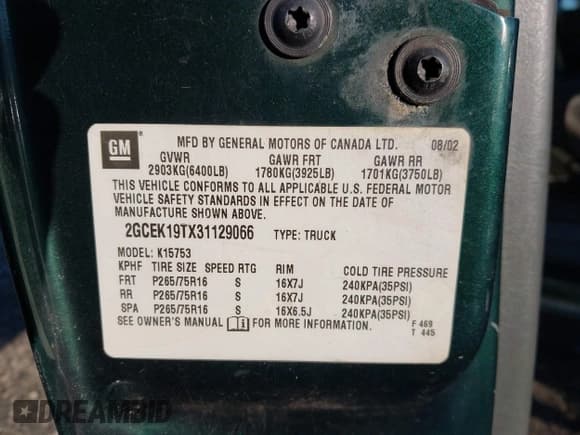 GM
MFD BY GENERAL MOTORS OF CANADA LTD. 08/02
GVWR GAWR FRT GAWR RR
2903KG(6400LB) 1780KG(3925LB) 1701KG(3750LB)
THIS VEHICLE CONFORMS TO ALL APPLICABLE U.S. FEDERAL MOTOR
VEHICLE SAFETY STANDARDS IN EFFECT ON THE DATE OF
MANUFACTURE SHOWN ABOVE.
2GCEK19TX31129066 TYPE: TRUCK
MODEL: K15753
KPHF TIRE SIZE SPEED RTG RIM COLD TIRE PRESSURE
FRT P265/75R16 S 16X7J 240KPA(35PSI)
RR P265/75R16 S 16X7J 240KPA(35PSI)
SPA P265/75R16 S 16X6.5J 240KPA(35PSI)
SEE OWNER'S MANUAL FOR MORE INFORMATION. F 469
T 445
DREAMBID